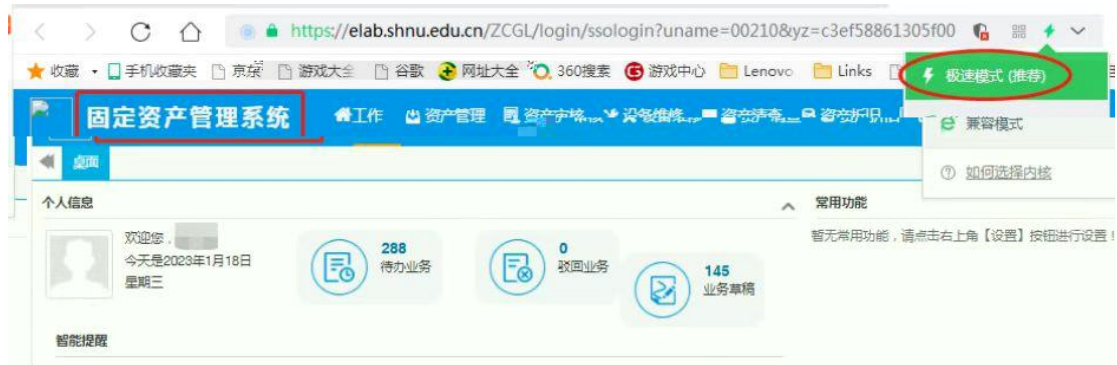 https://elab.shnu.edu.cn/ZCGL/login/ssologin?uname=00210&yz=c3ef58861305f00
收藏 手机收藏夹 京东 游戏大全 谷歌 网址大全 360搜索 游戏中心 Lenovo Links
极速模式 (推荐)
固定资产管理系统 工作 资产管理
兼容模式
桌面
如何选择内核
个人信息 常用功能
欢迎您，
今天是2023年1月18日
星期三
288
待办业务
0
驳回业务
145
业务草稿
暂无常用功能，请点击右上角【设置】按钮进行设置！
智能提醒